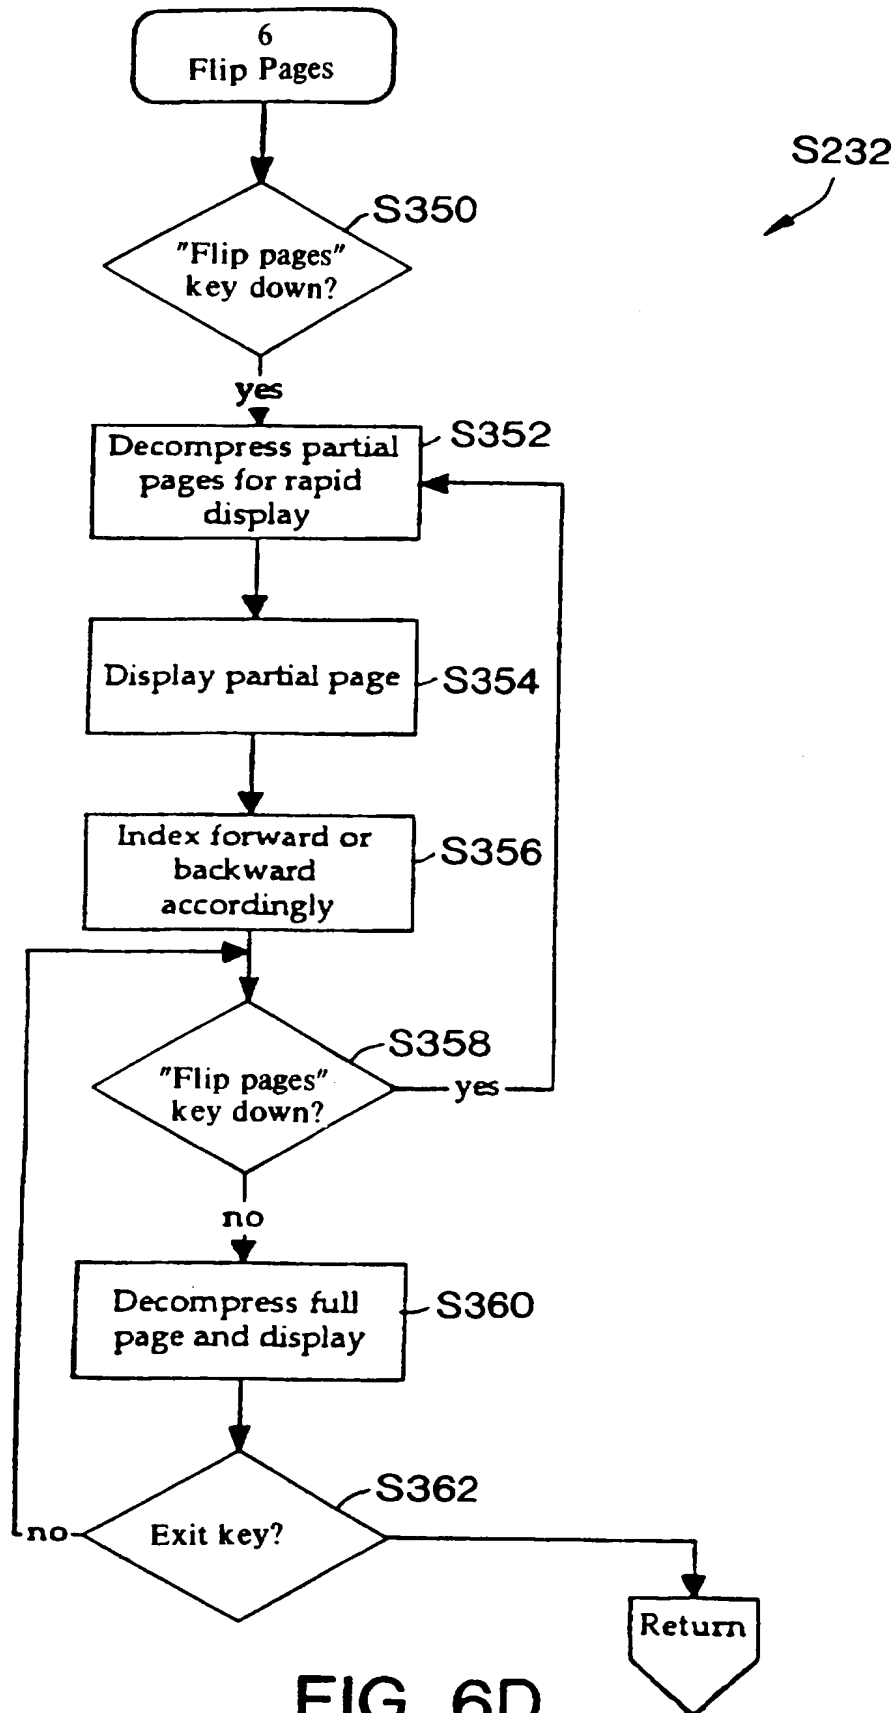 6
Flip Pages
S232
S350
"Flip pages"
key down?
yes
S352
Decompress partial
pages for rapid
display
Display partial page
S354
Index forward or
backward
accordingly
S356
S358
"Flip pages"
key down?
yes
no
Decompress full
page and display
S360
S362
Exit key?
no
Return
FIG. 6D